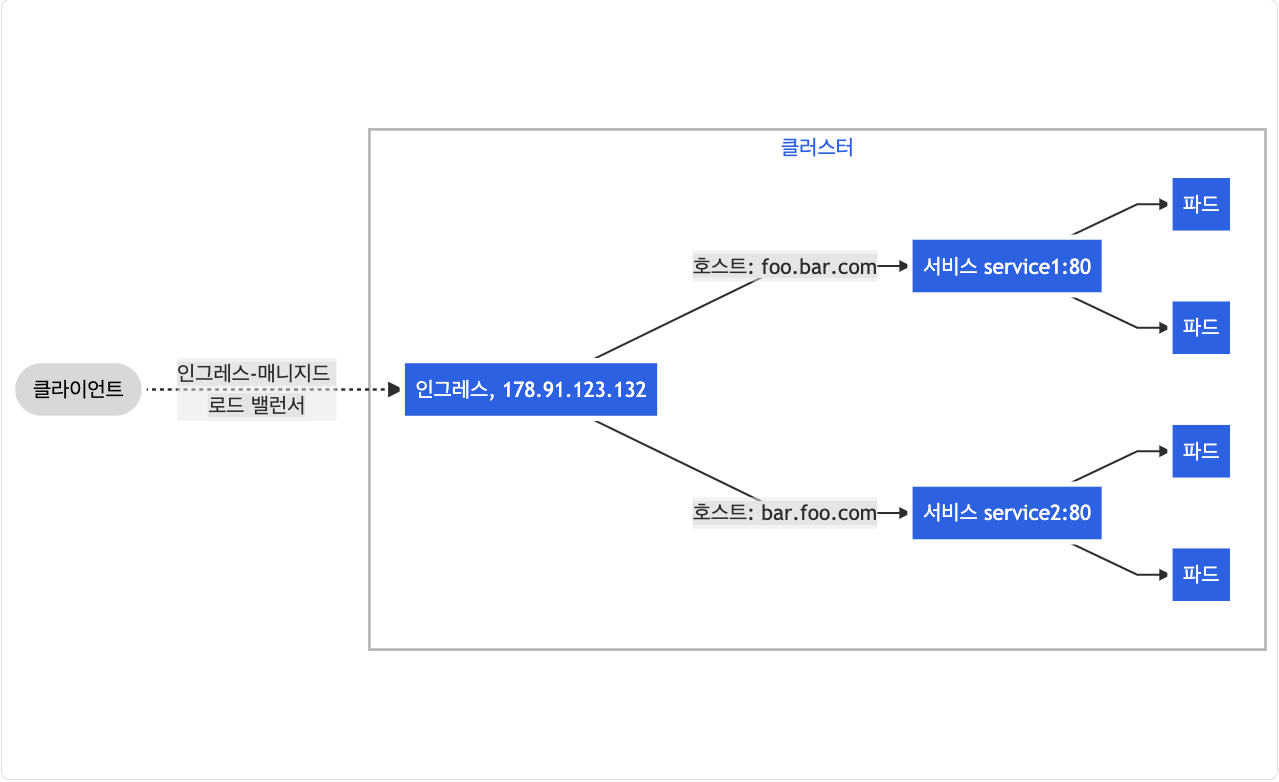 클러스터
파드
호스트: foo.bar.com
서비스 service1:80
파드
클라이언트
인그레스-매니지드
로드 밸런서
인그레스, 178.91.123.132
파드
호스트: bar.foo.com
서비스 service2:80
파드